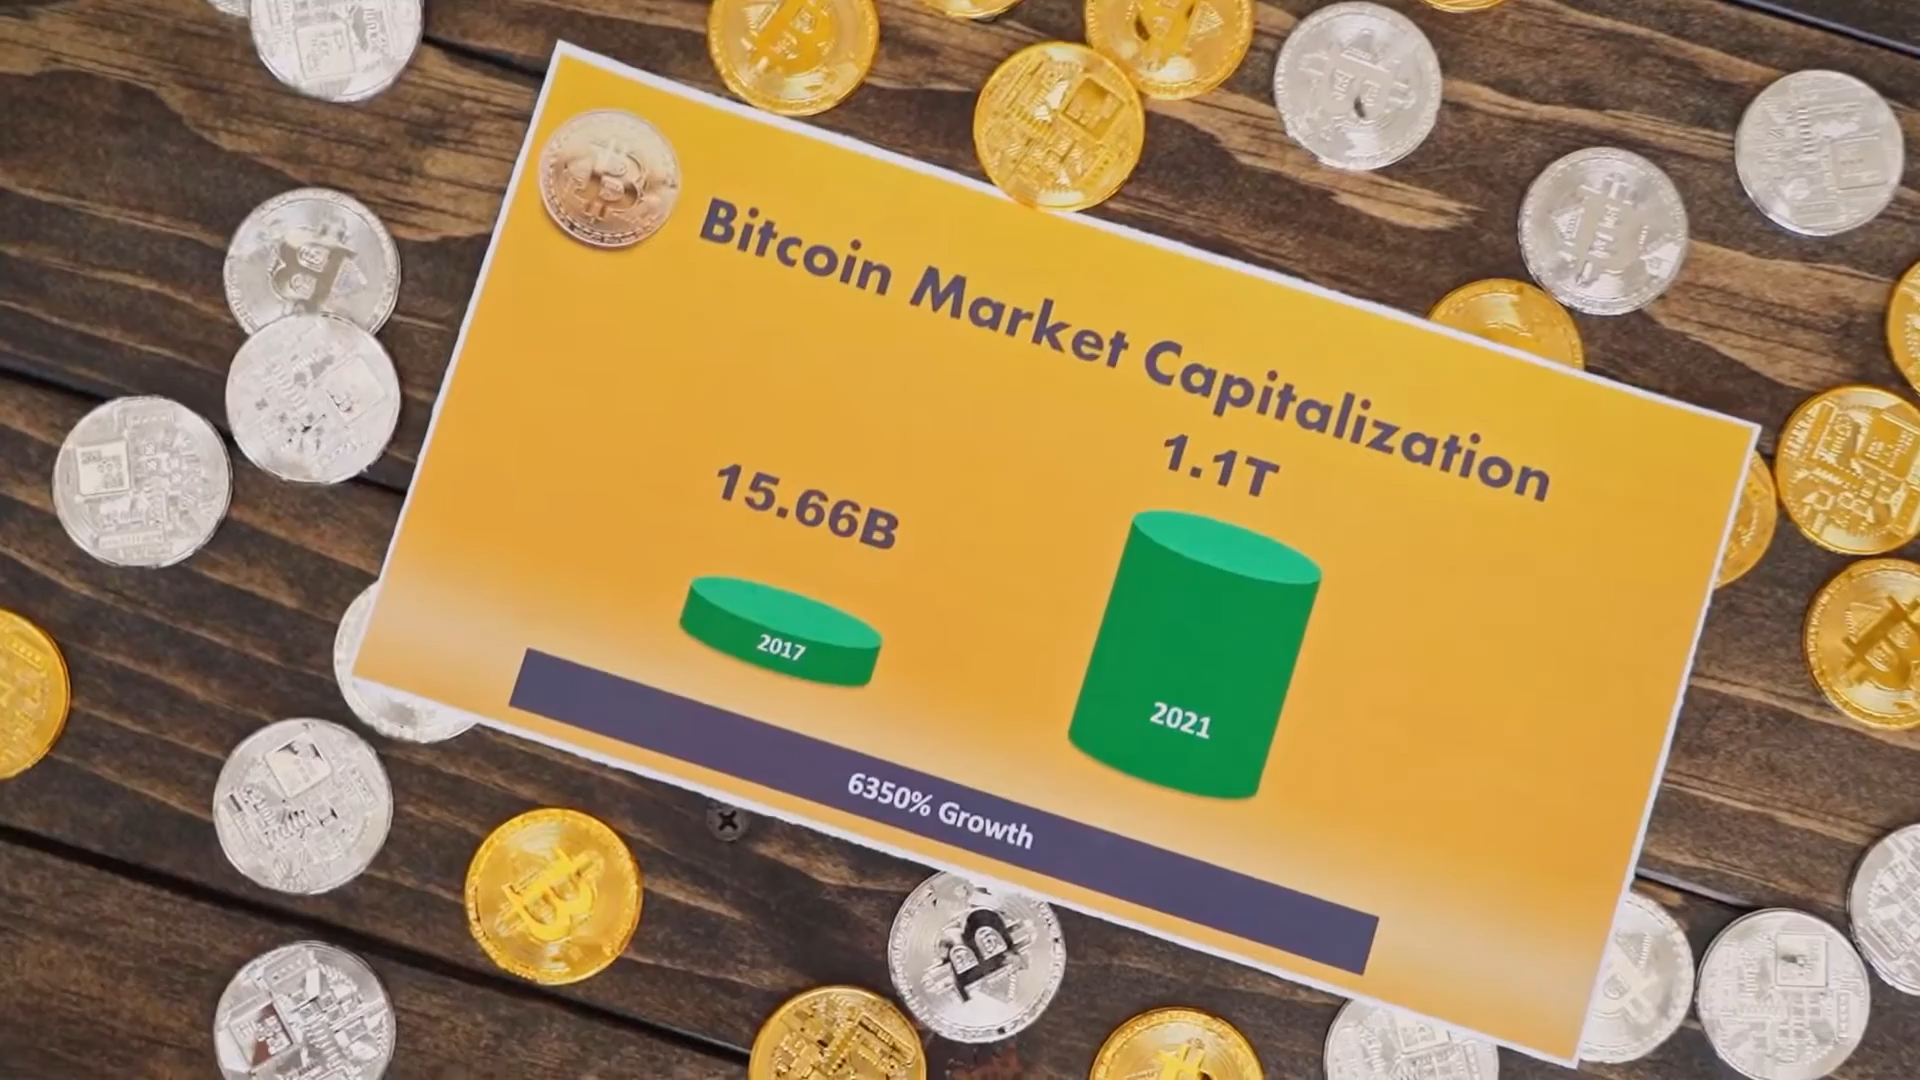 Bitcoin Market Capitalization
15.66B
1.1T
2017
2021
6350% Growth